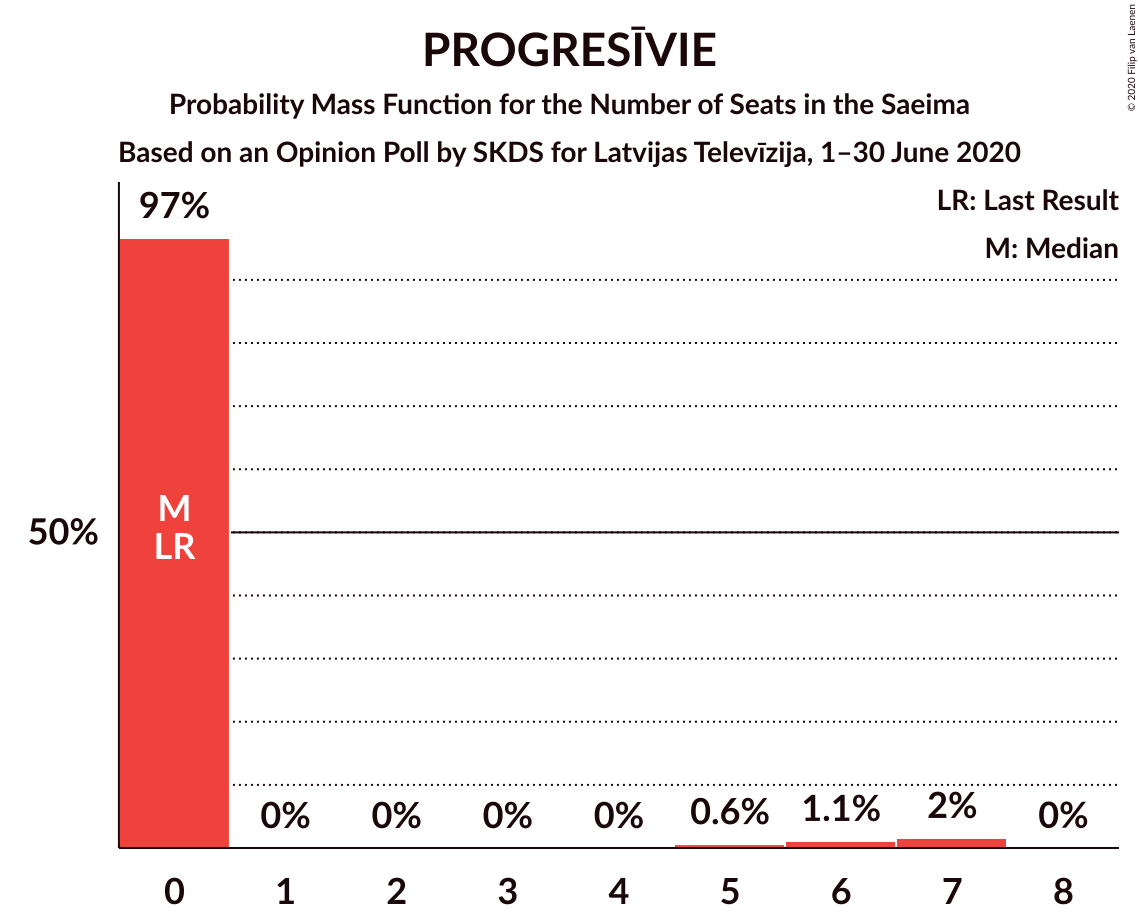 PROGRESĪVIE
Probability Mass Function for the Number of Seats in the Saeima
Based on an Opinion Poll by SKDS for Latvijas Televīzija, 1–30 June 2020
© 2020 Filip van Laenen
LR: Last Result
M: Median
97%
M
LR
50%
0% 0% 0% 0% 0.6% 1.1% 2% 0%
0 1 2 3 4 5 6 7 8